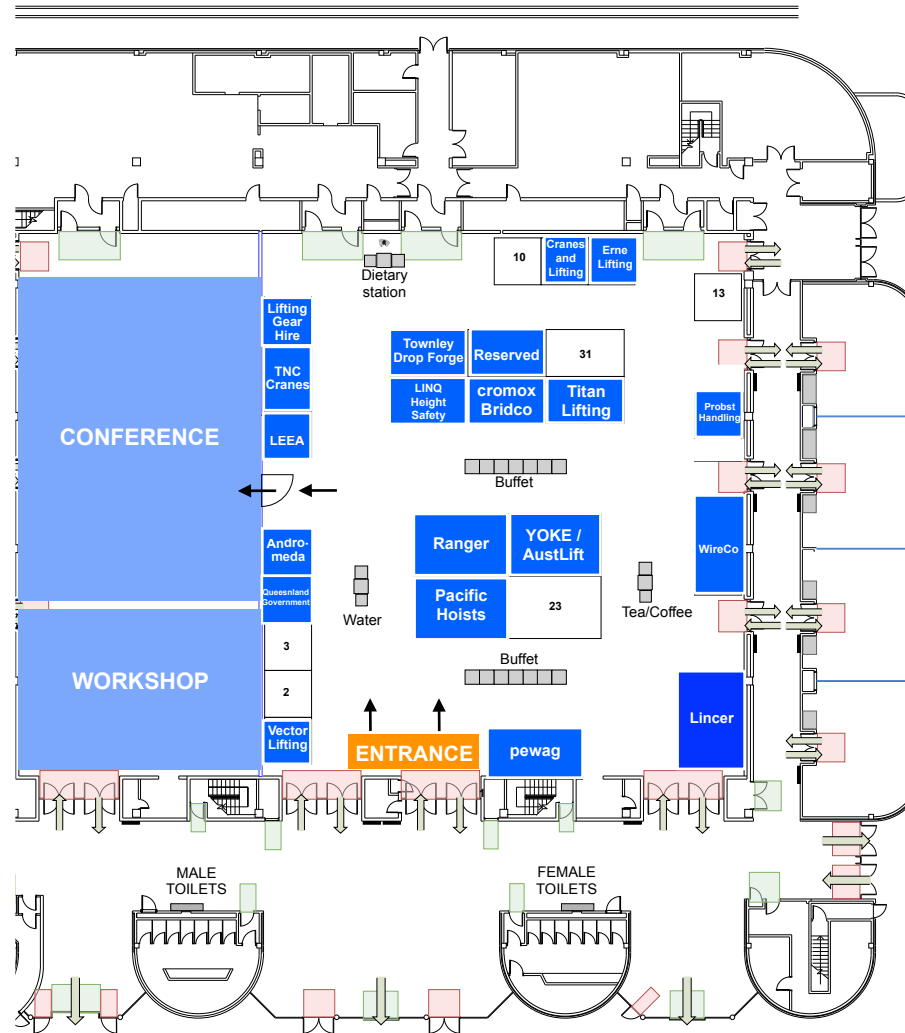 10
Cranes
and
Lifting
Erne
Lifting
Dietary
station
13
Lifting
Gear
Hire
Townley
Drop Forge
Reserved
31
TNC
Cranes
LINQ
Height
Safety
cromox
Bridco
Titan
Lifting
Probst
Handling
CONFERENCE
LEEA
Buffet
Andro-
meda
Ranger
YOKE /
AustLift
WireCo
Queesnland
Government
Pacific
Hoists
23
Water
Tea/Coffee
3
Buffet
WORKSHOP
2
Lincer
Vector
Lifting
ENTRANCE
pewag
1
MALE
TOILETS
FEMALE
TOILETS